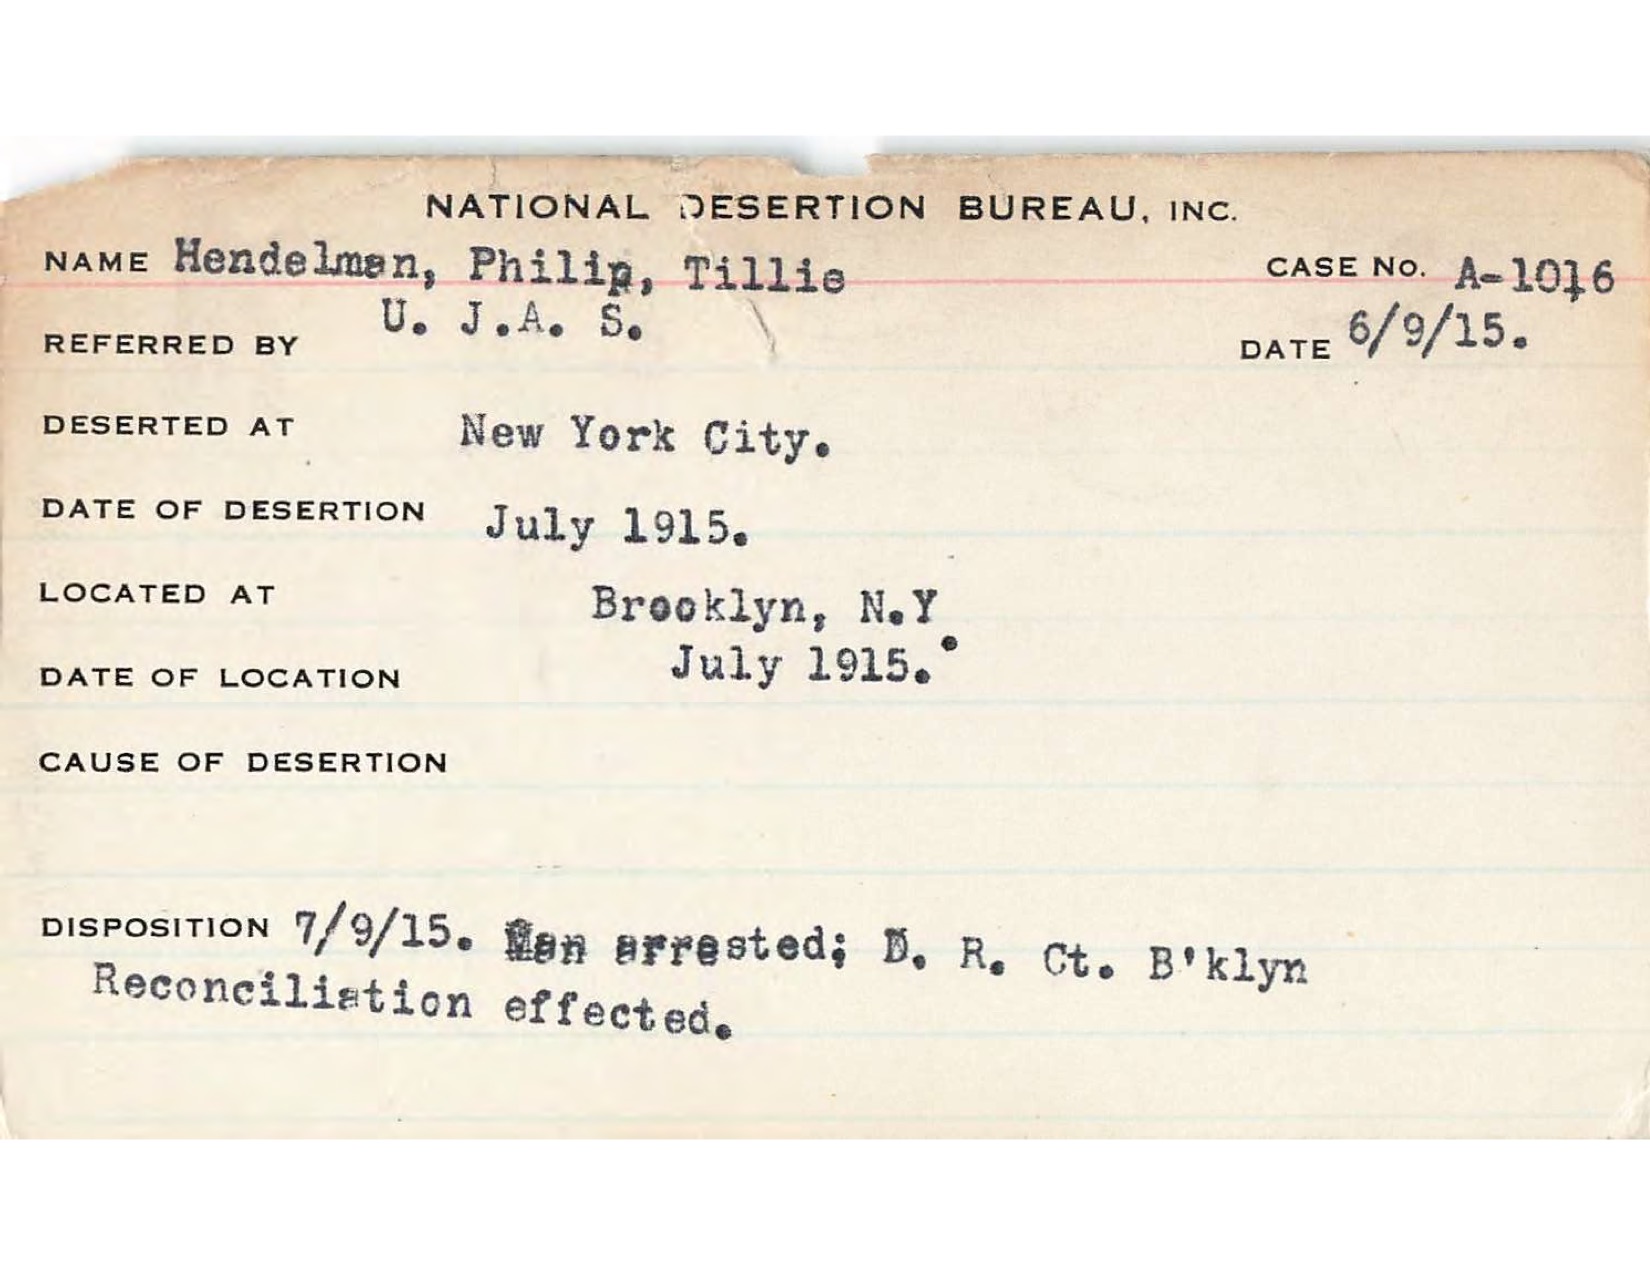 NATIONAL DESERTION BUREAU, INC.
NAME Hendelman, Philip, Tillie CASE No. A-1016
REFERRED BY U. J.A. S. DATE 6/9/15.
DESERTED AT New York City.
DATE OF DESERTION July 1915.
LOCATED AT Brooklyn, N.Y.
DATE OF LOCATION July 1915.
CAUSE OF DESERTION
DISPOSITION 7/9/15. Man arrested; D. R. Ct. B'klyn
Reconciliation effected.